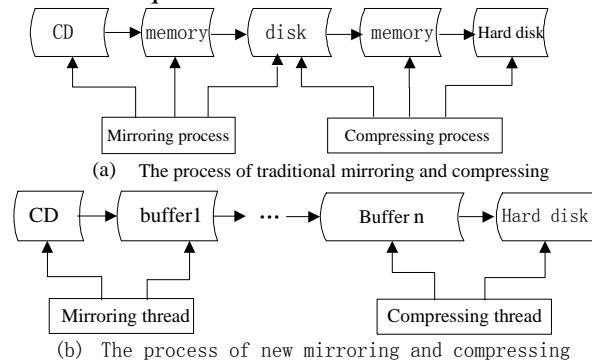 CD memory disk memory Hard disk
Mirroring process Compressing process
(a) The process of traditional mirroring and compressing
CD buffer1 ... Buffer n Hard disk
Mirroring thread Compressing thread
(b) The process of new mirroring and compressing